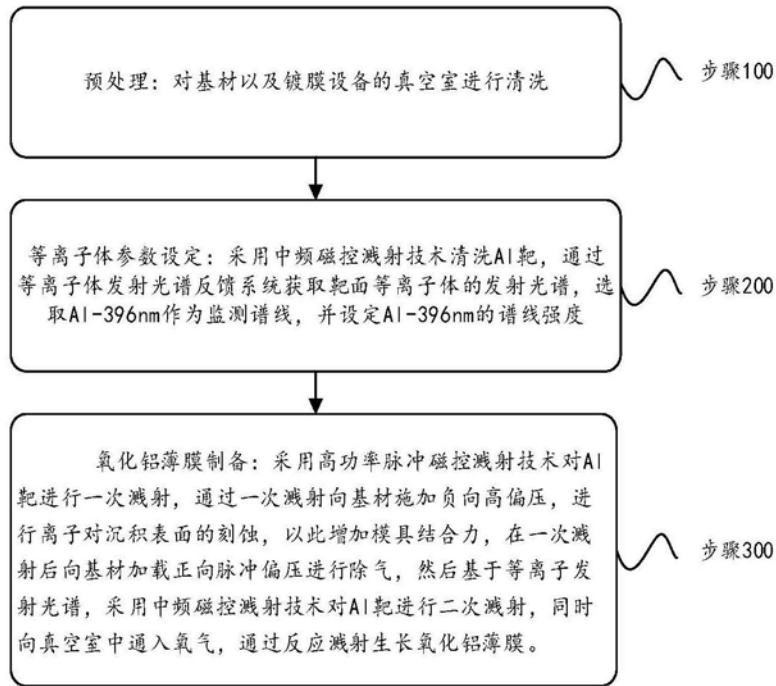 预处理：对基材以及镀膜设备的真空室进行清洗
步骤100
等离子体参数设定：采用中频磁控溅射技术清洗Al靶，通过
等离子体发射光谱反馈系统获取靶面等离子体的发射光谱，选
取Al-396nm作为监测谱线，并设定Al-396nm的谱线强度
步骤200
氧化铝薄膜制备：采用高功率脉冲磁控溅射技术对Al
靶进行一次溅射，通过一次溅射向基材施加负向高偏压，进
行离子对沉积表面的刻蚀，以此增加模具结合力，在一次溅
射后向基材加载正向脉冲偏压进行除气，然后基于等离子发
射光谱，采用中频磁控溅射技术对Al靶进行二次溅射，同时
向真空室中通入氧气，通过反应溅射生长氧化铝薄膜。
步骤300